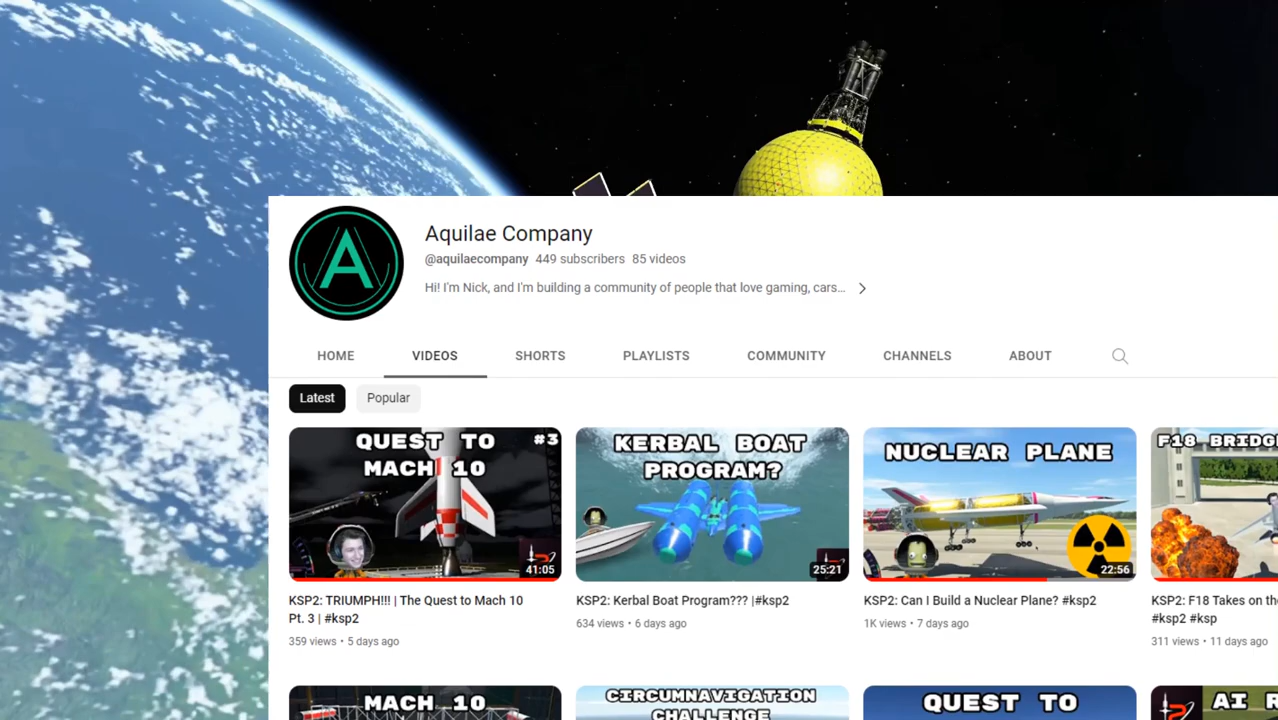 A
Aquilae Company
@aquilaecompany 449 subscribers 85 videos
Hi! I'm Nick, and I'm building a community of people that love gaming, cars...
HOME VIDEOS SHORTS PLAYLISTS COMMUNITY CHANNELS ABOUT
Latest Popular
QUEST TO #3
MACH 10
41:05
KERBAL BOAT
PROGRAM?
25:21
NUCLEAR PLANE
22:56
F18
KSP2: TRIUMPH!!! | The Quest to Mach 10
Pt. 3 | #ksp2
359 views • 5 days ago
KSP2: Kerbal Boat Program??? |#ksp2
634 views • 6 days ago
KSP2: Can I Build a Nuclear Plane? #ksp2
1K views • 7 days ago
KSP2: F18 Takes on the
#ksp2 #ksp
311 views • 11 days ago
MACH 10
CIRCUMNAVIGATION
CHALLENGE
QUEST TO
AI